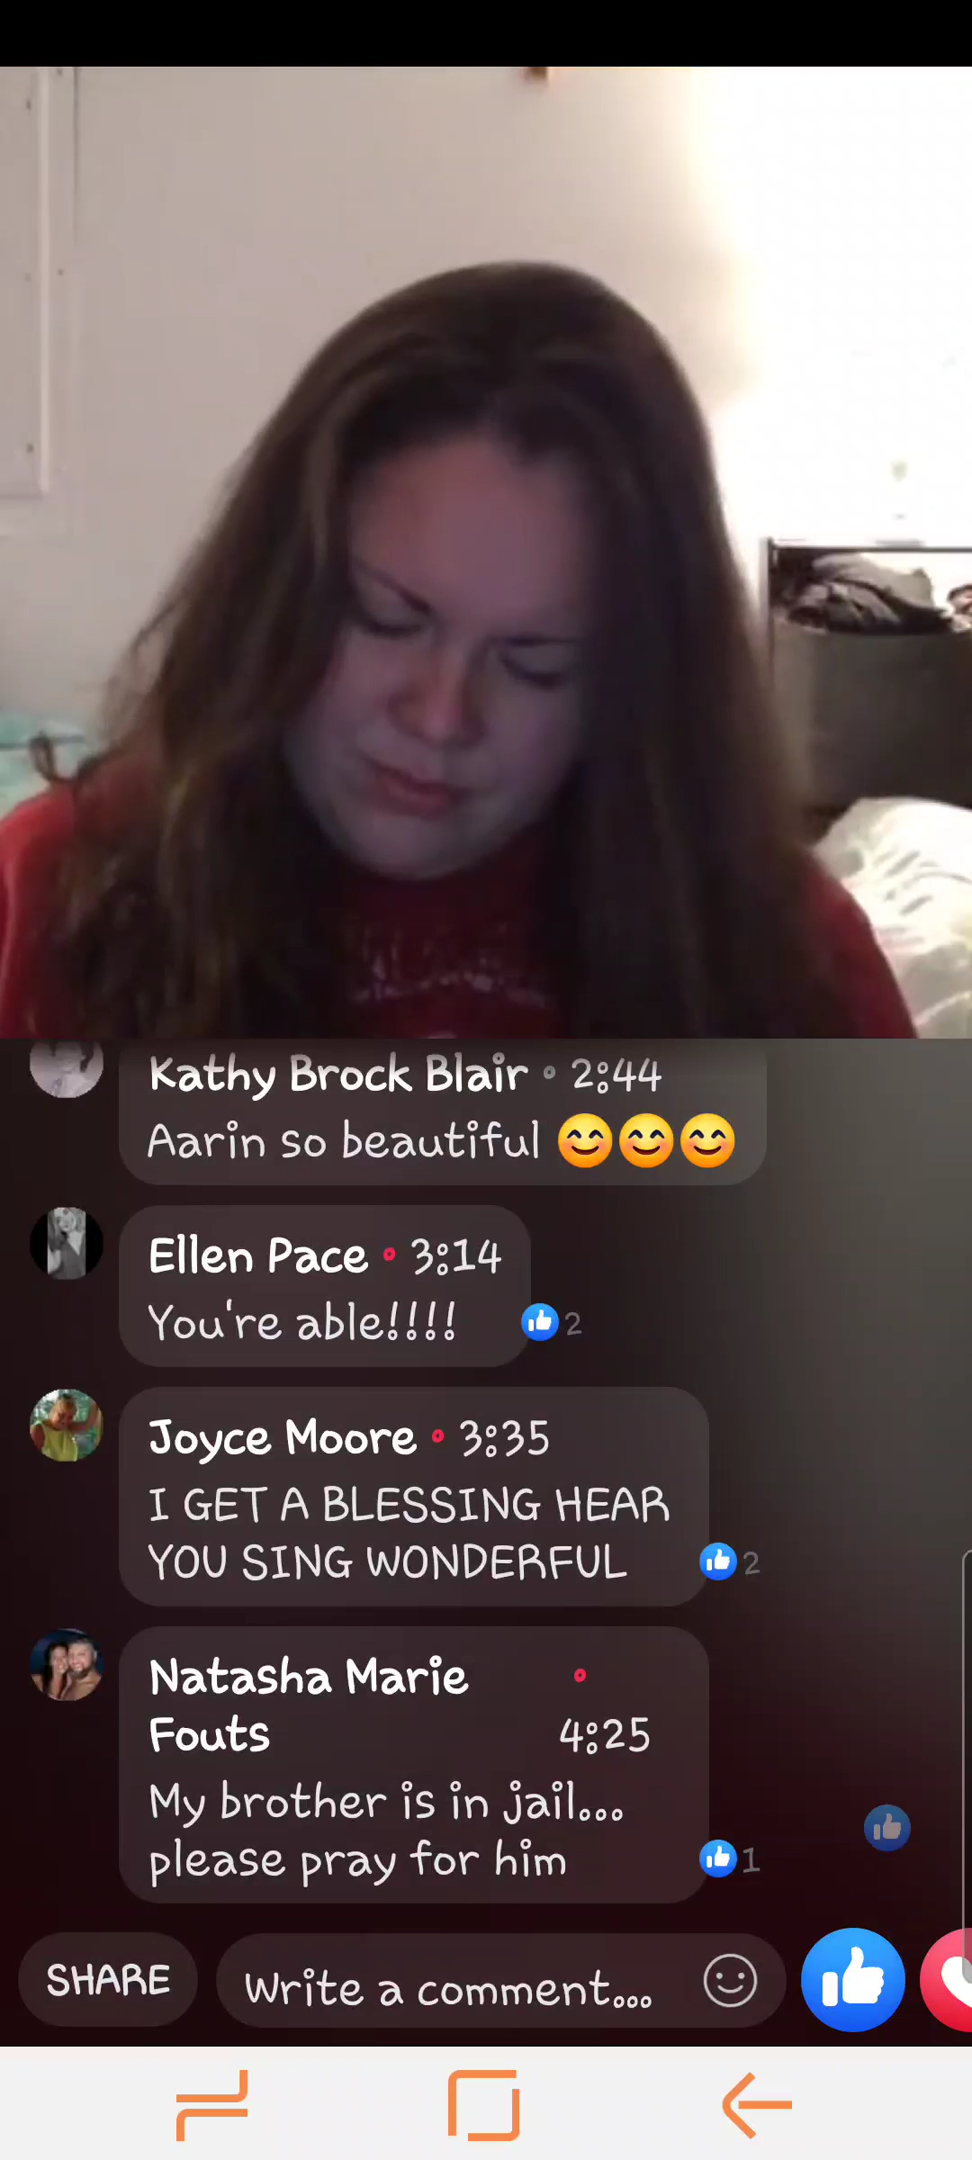 Kathy Brock Blair • 2:44
Aarin so beautiful 😊😊😊
Ellen Pace • 3:14
You're able!!!!
2
Joyce Moore • 3:35
I GET A BLESSING HEAR
YOU SING WONDERFUL
2
Natasha Marie •
Fouts 4:25
My brother is in jail...
please pray for him
1
SHARE
Write a comment...